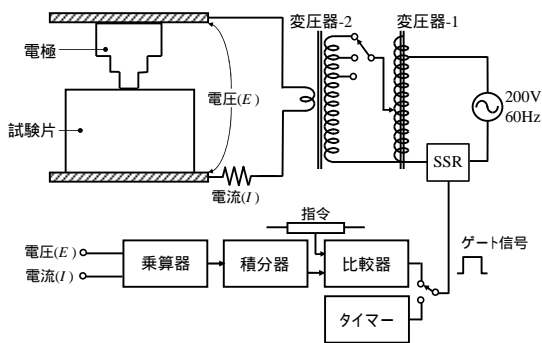 変圧器-2
変圧器-1
電極
電圧(E)
試験片
200V
60Hz
SSR
電流(I)
指令
ゲート信号
電圧(E)
電流(I)
乗算器
積分器
比較器
タイマー